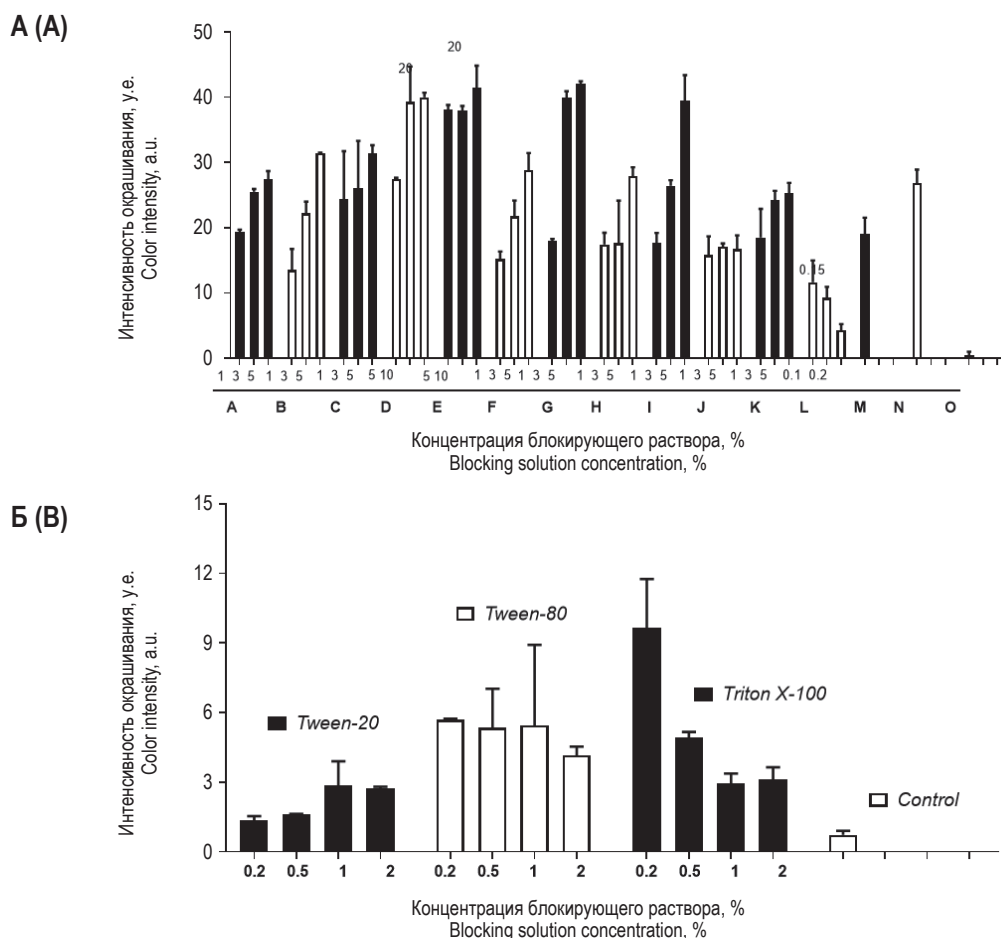 А (A)
50
40
30
20
10
0
Интенсивность окрашивания, у.е.
Color intensity, a.u.
20
20
0.15
1 3 5 1 3 5 1 3 5 5 10 5 10 1 3 5 1 3 5 1 3 5 1 3 5 1 3 5 1 3 5 0.1 0.2
A B C D E F G H I J K L M N O
Концентрация блокирующего раствора, %
Blocking solution concentration, %
Б (B)
15
12
9
6
3
0
Интенсивность окрашивания, у.е.
Color intensity, a.u.
Tween-20
Tween-80
Triton X-100
Control
0.2 0.5 1 2 0.2 0.5 1 2 0.2 0.5 1 2
Концентрация блокирующего раствора, %
Blocking solution concentration, %